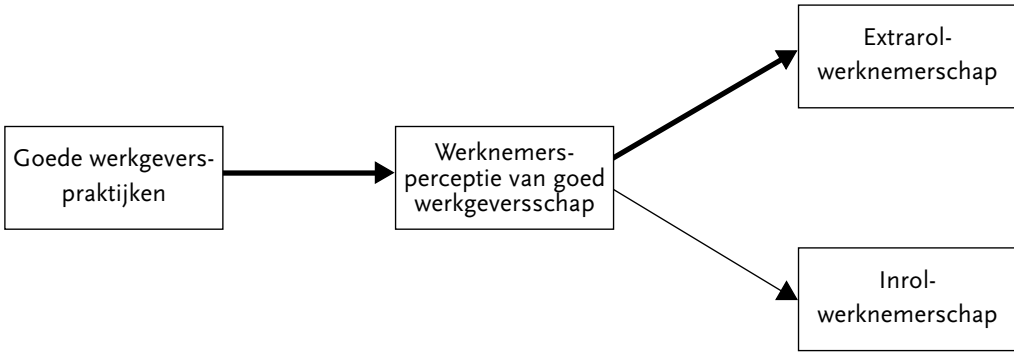 Goede werkgevers-
praktijken
Werknemers-
perceptie van goed
werkgeversschap
Extrarol-
werknemerschap
Inrol-
werknemerschap